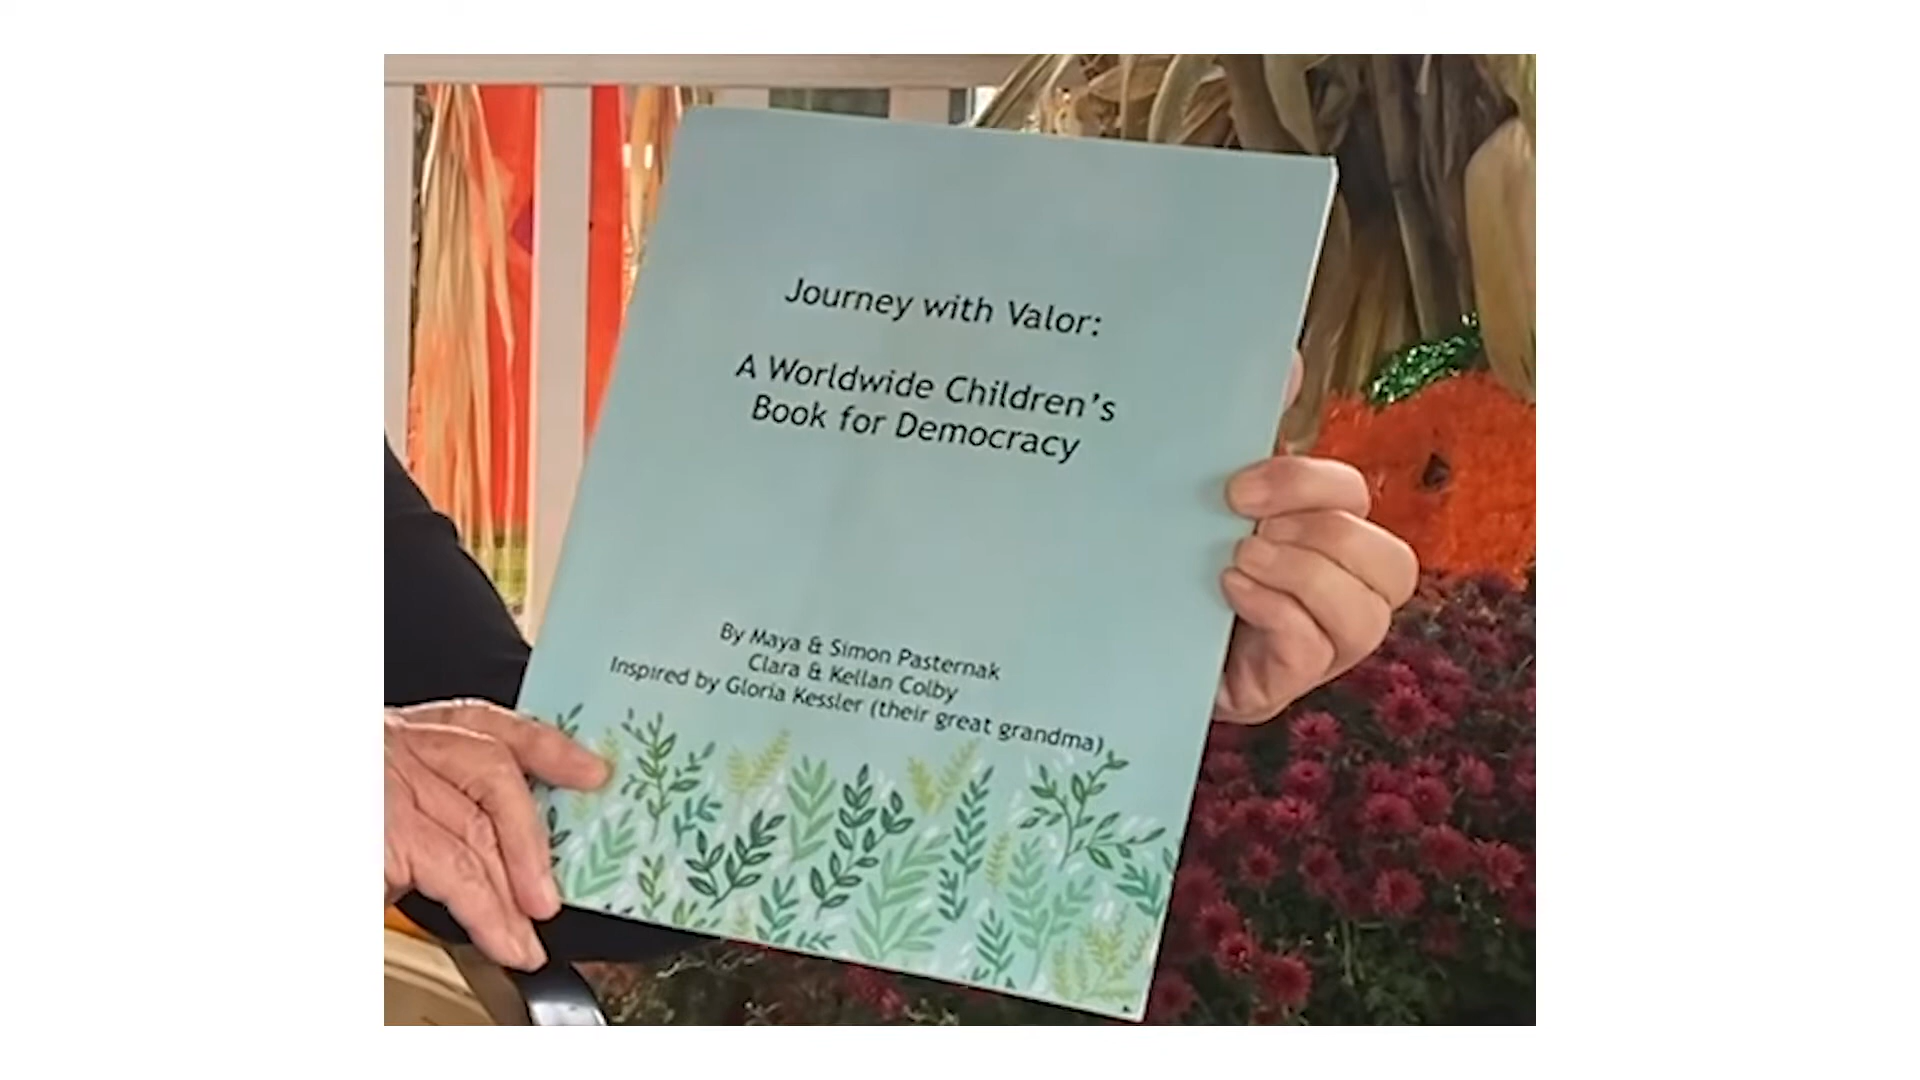 Journey with Valor:
A Worldwide Children's
Book for Democracy
By Maya & Simon Pasternak
Clara & Kellan Colby
Inspired by Gloria Kessler (their great grandma)